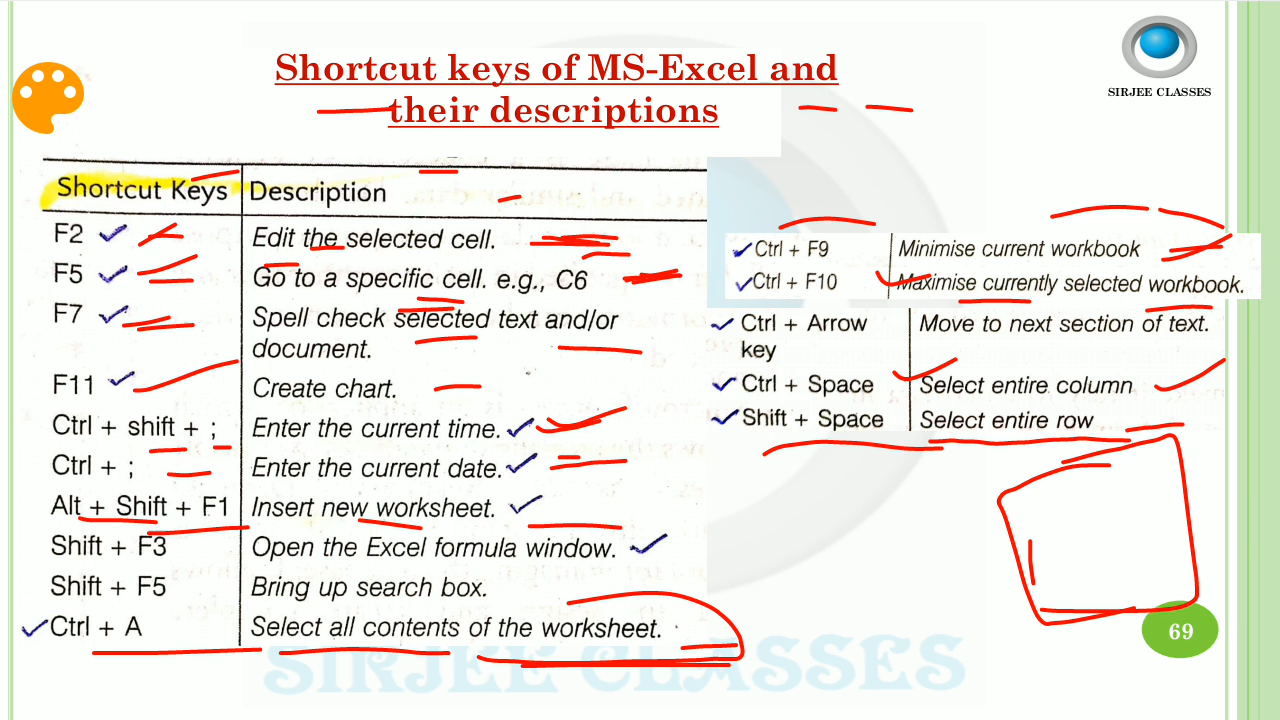 Shortcut keys of MS-Excel and
their descriptions
SIRJEE CLASSES
Shortcut Keys Description
F2 Edit the selected cell.
F5 Go to a specific cell. e.g., C6
F7 Spell check selected text and/or
document.
F11 Create chart.
Ctrl + shift + ; Enter the current time.
Ctrl + ; Enter the current date.
Alt + Shift + F1 Insert new worksheet.
Shift + F3 Open the Excel formula window.
Shift + F5 Bring up search box.
Ctrl + A Select all contents of the worksheet.
Ctrl + F9 Minimise current workbook
Ctrl + F10 Maximise currently selected workbook.
Ctrl + Arrow Move to next section of text.
key
Ctrl + Space Select entire column
Shift + Space Select entire row
69
SIRJEE CLASSES